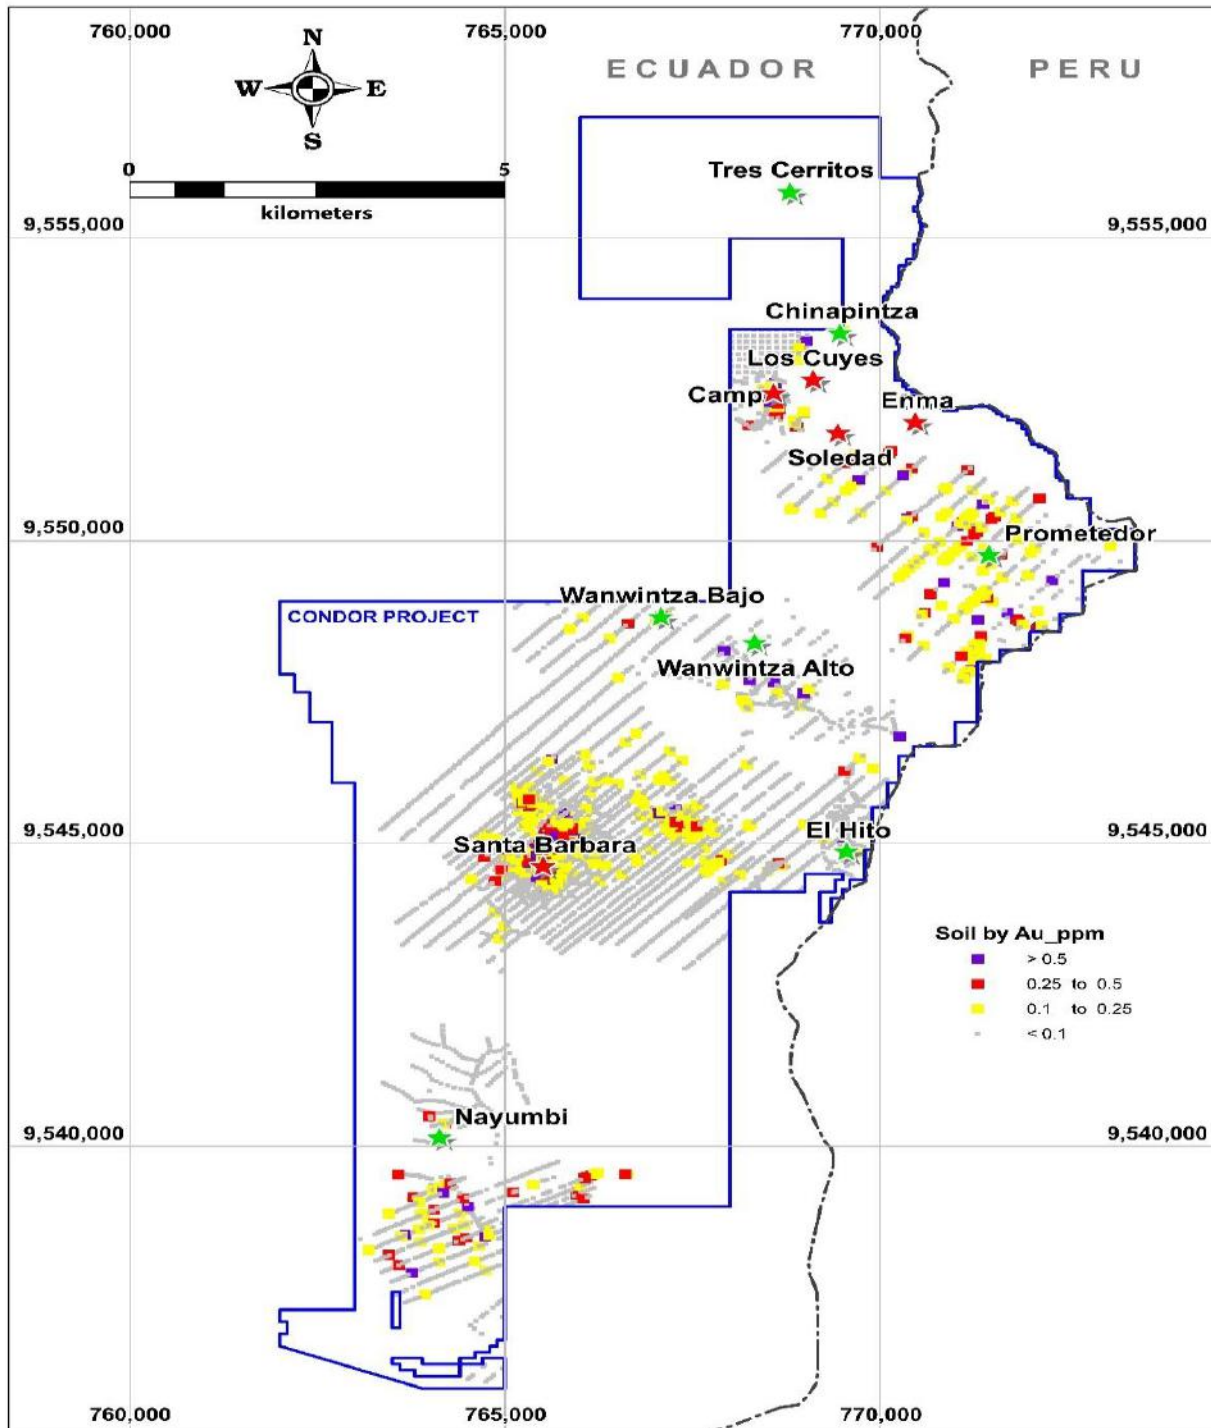 760,000 765,000 770,000
N
W E
S
ECUADOR PERU
0 5
kilometers
Tres Cerritos
9,555,000 9,555,000
Chinapintza
Los Cuyes
Camp
Enma
Soledad
9,550,000
Prometedor
Wanwintza Bajo
CONDOR PROJECT
Wanwintza Alto
9,545,000 9,545,000
El Hito
Santa Barbara
Soil by Au_ppm
> 0.5
0.25 to 0.5
0.1 to 0.25
< 0.1
Nayumbi
9,540,000 9,540,000
760,000 765,000 770,000